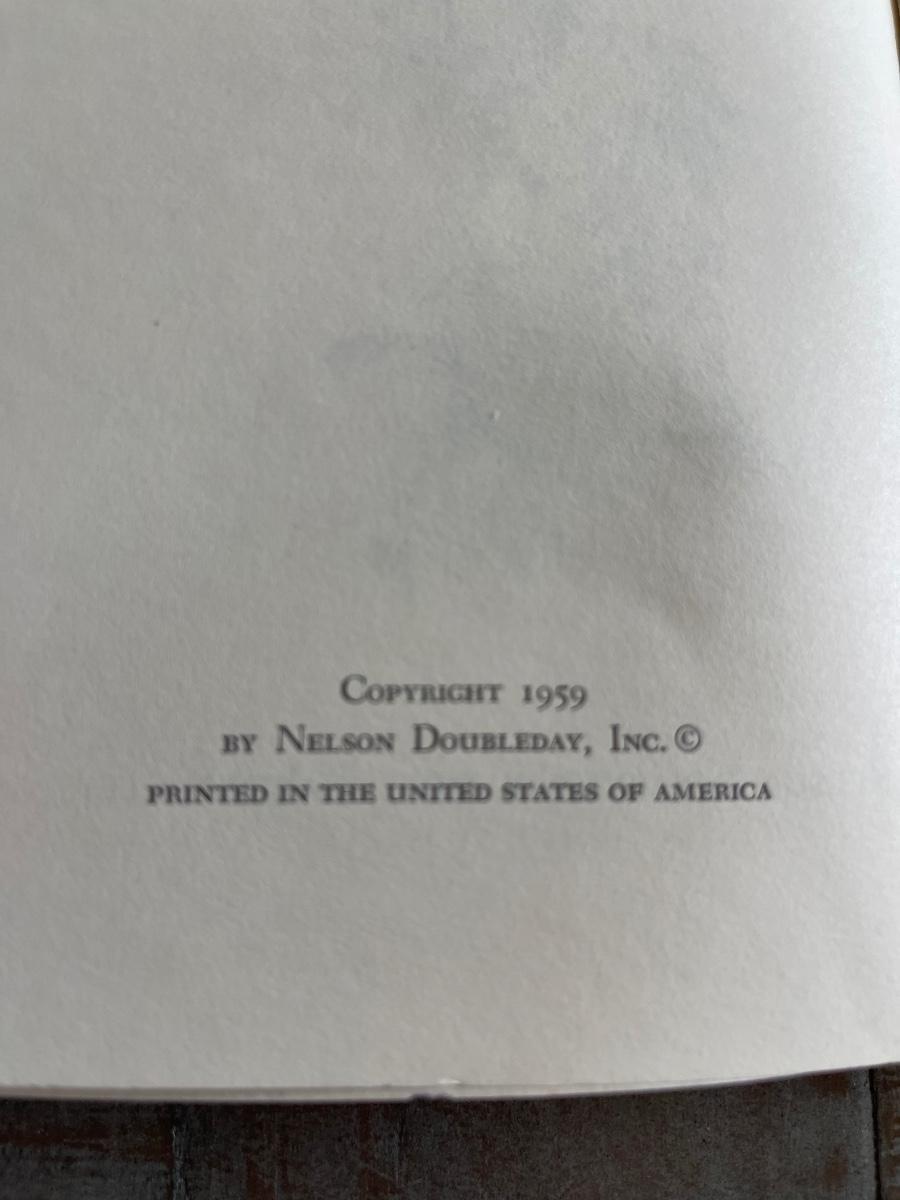 Copyright 1959
by Nelson Doubleday, Inc.©
PRINTED IN THE UNITED STATES OF AMERICA